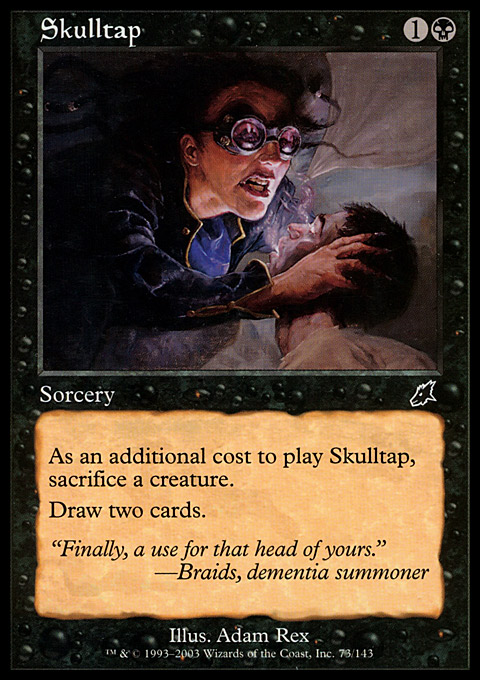 Skulltap 1
Sorcery
As an additional cost to play Skulltap,
sacrifice a creature.
Draw two cards.
“Finally, a use for that head of yours.”
—Braids, dementia summoner
Illus. Adam Rex
™ & © 1993–2003 Wizards of the Coast, Inc. 73/143